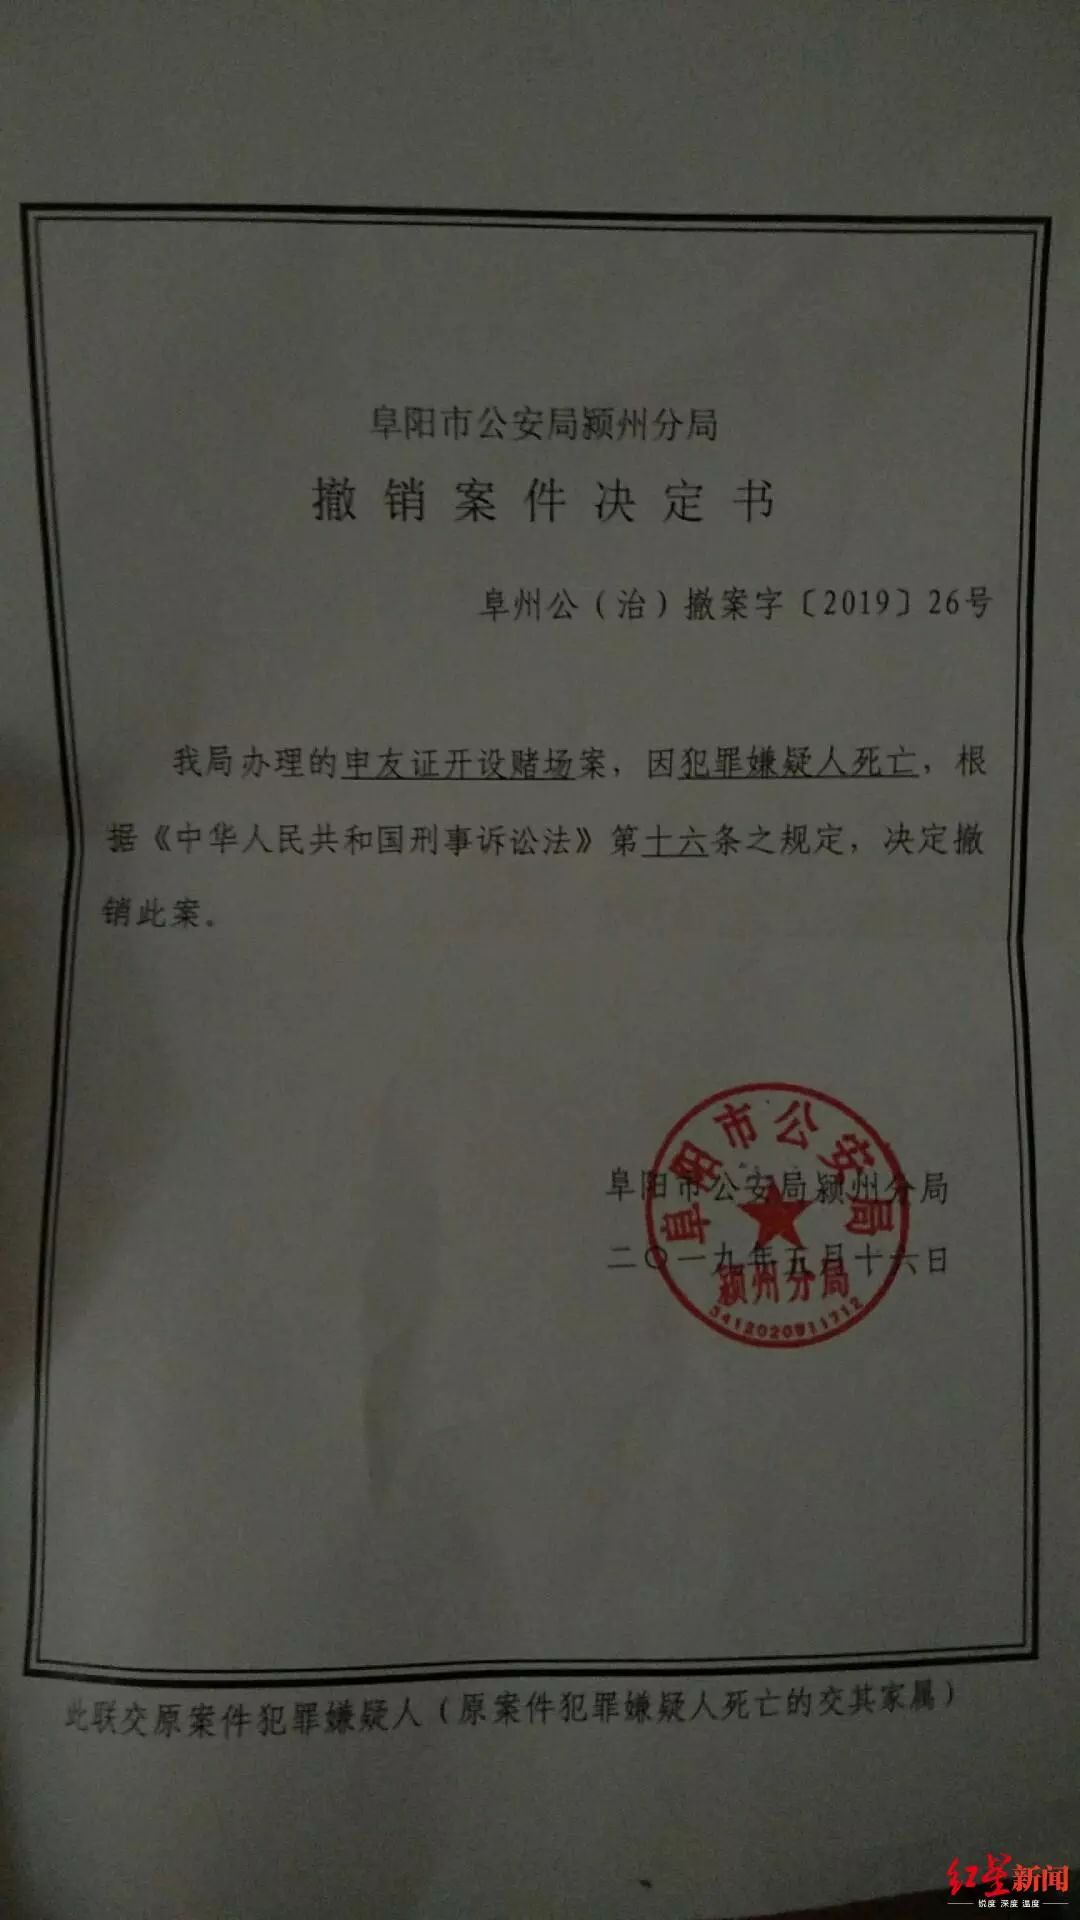 阜阳市公安局颍州分局
撤销案件决定书
阜州公（治）撤案字〔2019〕26号
我局办理的申友证开设赌场案，因犯罪嫌疑人死亡，根
据《中华人民共和国刑事诉讼法》第十六条之规定，决定撤
销此案。
阜阳市公安局颍州分局
二〇一九年五月十六日
阜阳市公安局
颍州分局
此联交原案件犯罪嫌疑人（原案件犯罪嫌疑人死亡的交其家属）
红星新闻
锐度 深度 温度